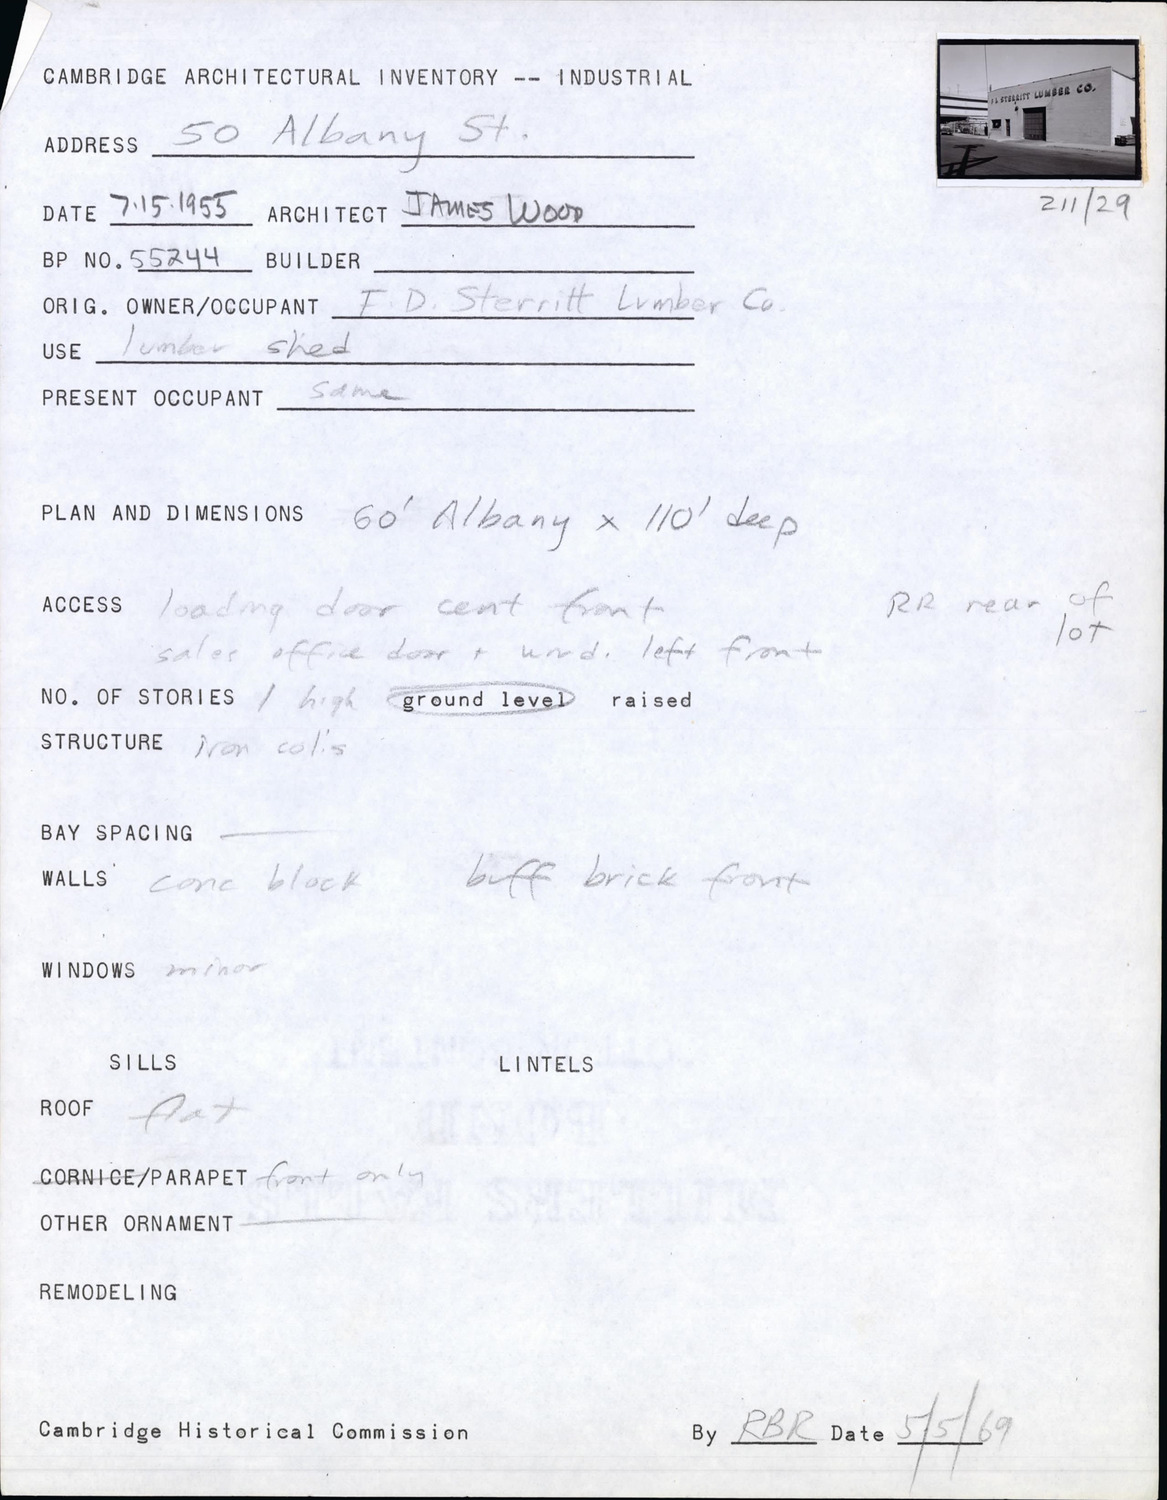 CAMBRIDGE ARCHITECTURAL INVENTORY -- INDUSTRIAL
STERRITT LUMBER CO.
211/29
ADDRESS 50 Albany St.
DATE 7.15.1955 ARCHITECT JAMES WOOD
BP NO. 55244 BUILDER
ORIG. OWNER/OCCUPANT F. D. Sterritt Lumber Co.
USE lumber shed
PRESENT OCCUPANT same
PLAN AND DIMENSIONS 60' Albany x 110' deep
ACCESS loading door cent front RR rear of
lot
sales office door + wind. left front
NO. OF STORIES 1 high ground level raised
STRUCTURE iron col's
BAY SPACING —
WALLS conc block buff brick front
WINDOWS minor
SILLS LINTELS
ROOF flat
CORNICE/PARAPET front only
OTHER ORNAMENT —
REMODELING
Cambridge Historical Commission By RBR Date 5/5/69